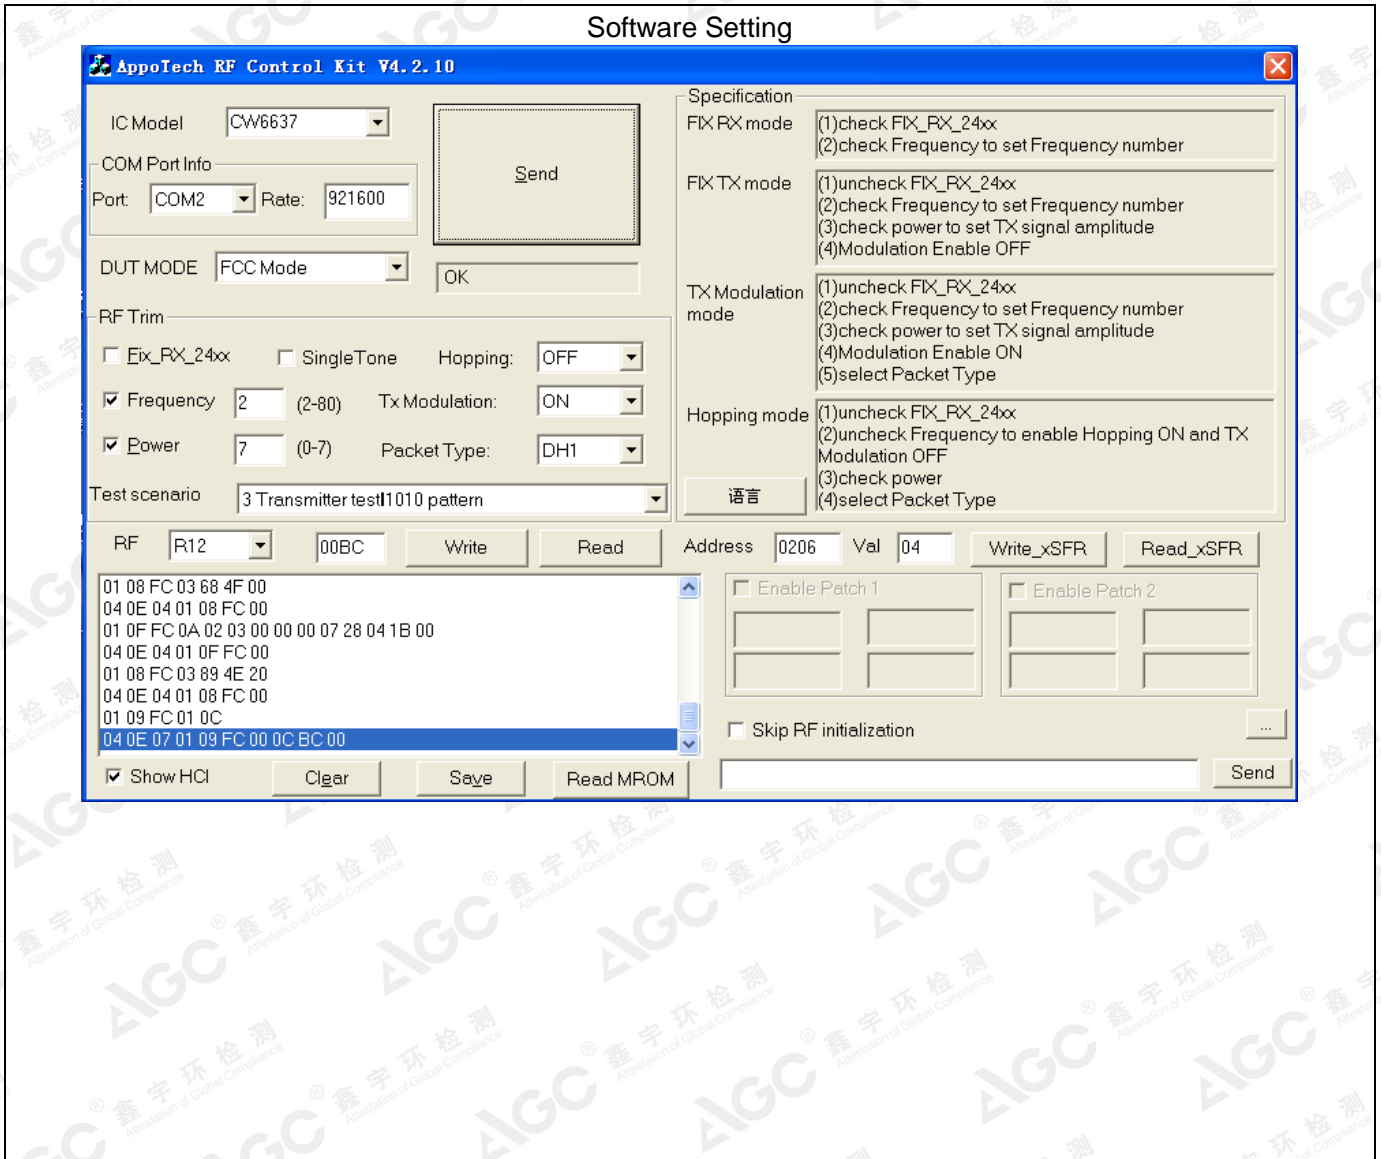 Software Setting
AppoTech RF Control Kit V4.2.10
IC Model CW6637
Send
COM Port Info
Port: COM2 Rate: 921600
DUT MODE FCC Mode
OK
RF Trim
Fix_RX_24xx SingleTone Hopping: OFF
Frequency 2 (2-80) Tx Modulation: ON
Power 7 (0-7) Packet Type: DH1
Test scenario 3 Transmitter test|1010 pattern
Specification
FIX RX mode (1)check FIX_RX_24xx
(2)check Frequency to set Frequency number
FIX TX mode (1)uncheck FIX_RX_24xx
(2)check Frequency to set Frequency number
(3)check power to set TX signal amplitude
(4)Modulation Enable OFF
TX Modulation mode (1)uncheck FIX_RX_24xx
(2)check Frequency to set Frequency number
(3)check power to set TX signal amplitude
(4)Modulation Enable ON
(5)select Packet Type
Hopping mode (1)uncheck FIX_RX_24xx
(2)uncheck Frequency to enable Hopping ON and TX
Modulation OFF
(3)check power
(4)select Packet Type
语言
RF R12 00BC Write Read Address 0206 Val 04 Write_xSFR Read_xSFR
01 08 FC 03 68 4F 00
04 0E 04 01 08 FC 00
01 0F FC 0A 02 03 00 00 00 07 28 04 1B 00
04 0E 04 01 0F FC 00
01 08 FC 03 89 4E 20
04 0E 04 01 08 FC 00
01 09 FC 01 0C
04 0E 07 01 09 FC 00 0C BC 00
Enable Patch 1 Enable Patch 2
Skip RF initialization ...
Show HCI Clear Save Read MROM Send
AGC® 鑫宇环检测
Attestation of Global Compliance